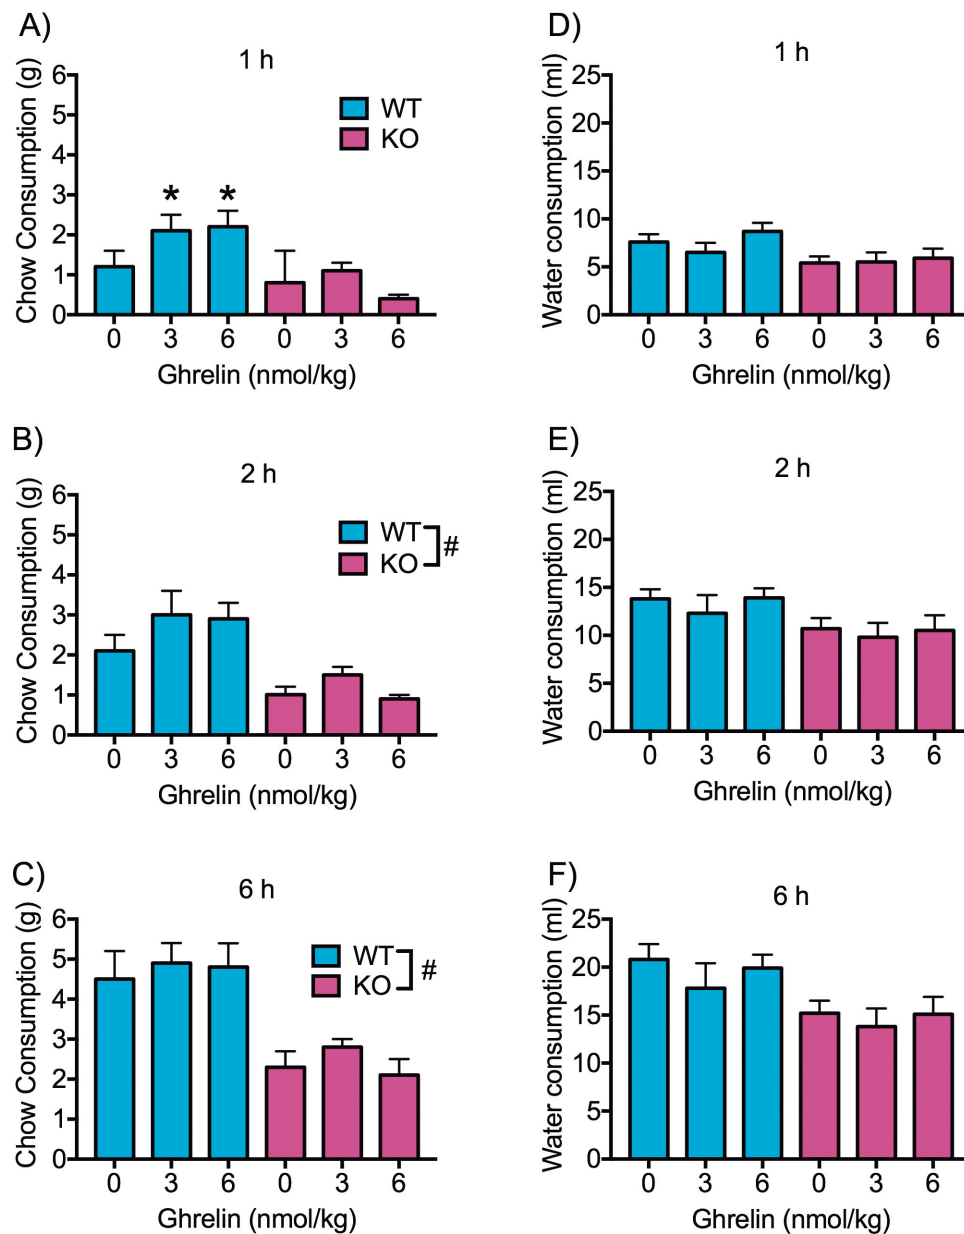 A)
1 h
Chow Consumption (g)
6
5
4
3
2
1
0
WT
KO
* *
0 3 6 0 3 6
Ghrelin (nmol/kg)
D)
1 h
Water consumption (ml)
25
20
15
10
5
0
0 3 6 0 3 6
Ghrelin (nmol/kg)
B)
2 h
Chow Consumption (g)
6
5
4
3
2
1
0
WT
KO
#
0 3 6 0 3 6
Ghrelin (nmol/kg)
E)
2 h
Water consumption (ml)
25
20
15
10
5
0
0 3 6 0 3 6
Ghrelin (nmol/kg)
C)
6 h
Chow Consumption (g)
6
5
4
3
2
1
0
WT
KO
#
0 3 6 0 3 6
Ghrelin (nmol/kg)
F)
6 h
Water consumption (ml)
25
20
15
10
5
0
0 3 6 0 3 6
Ghrelin (nmol/kg)